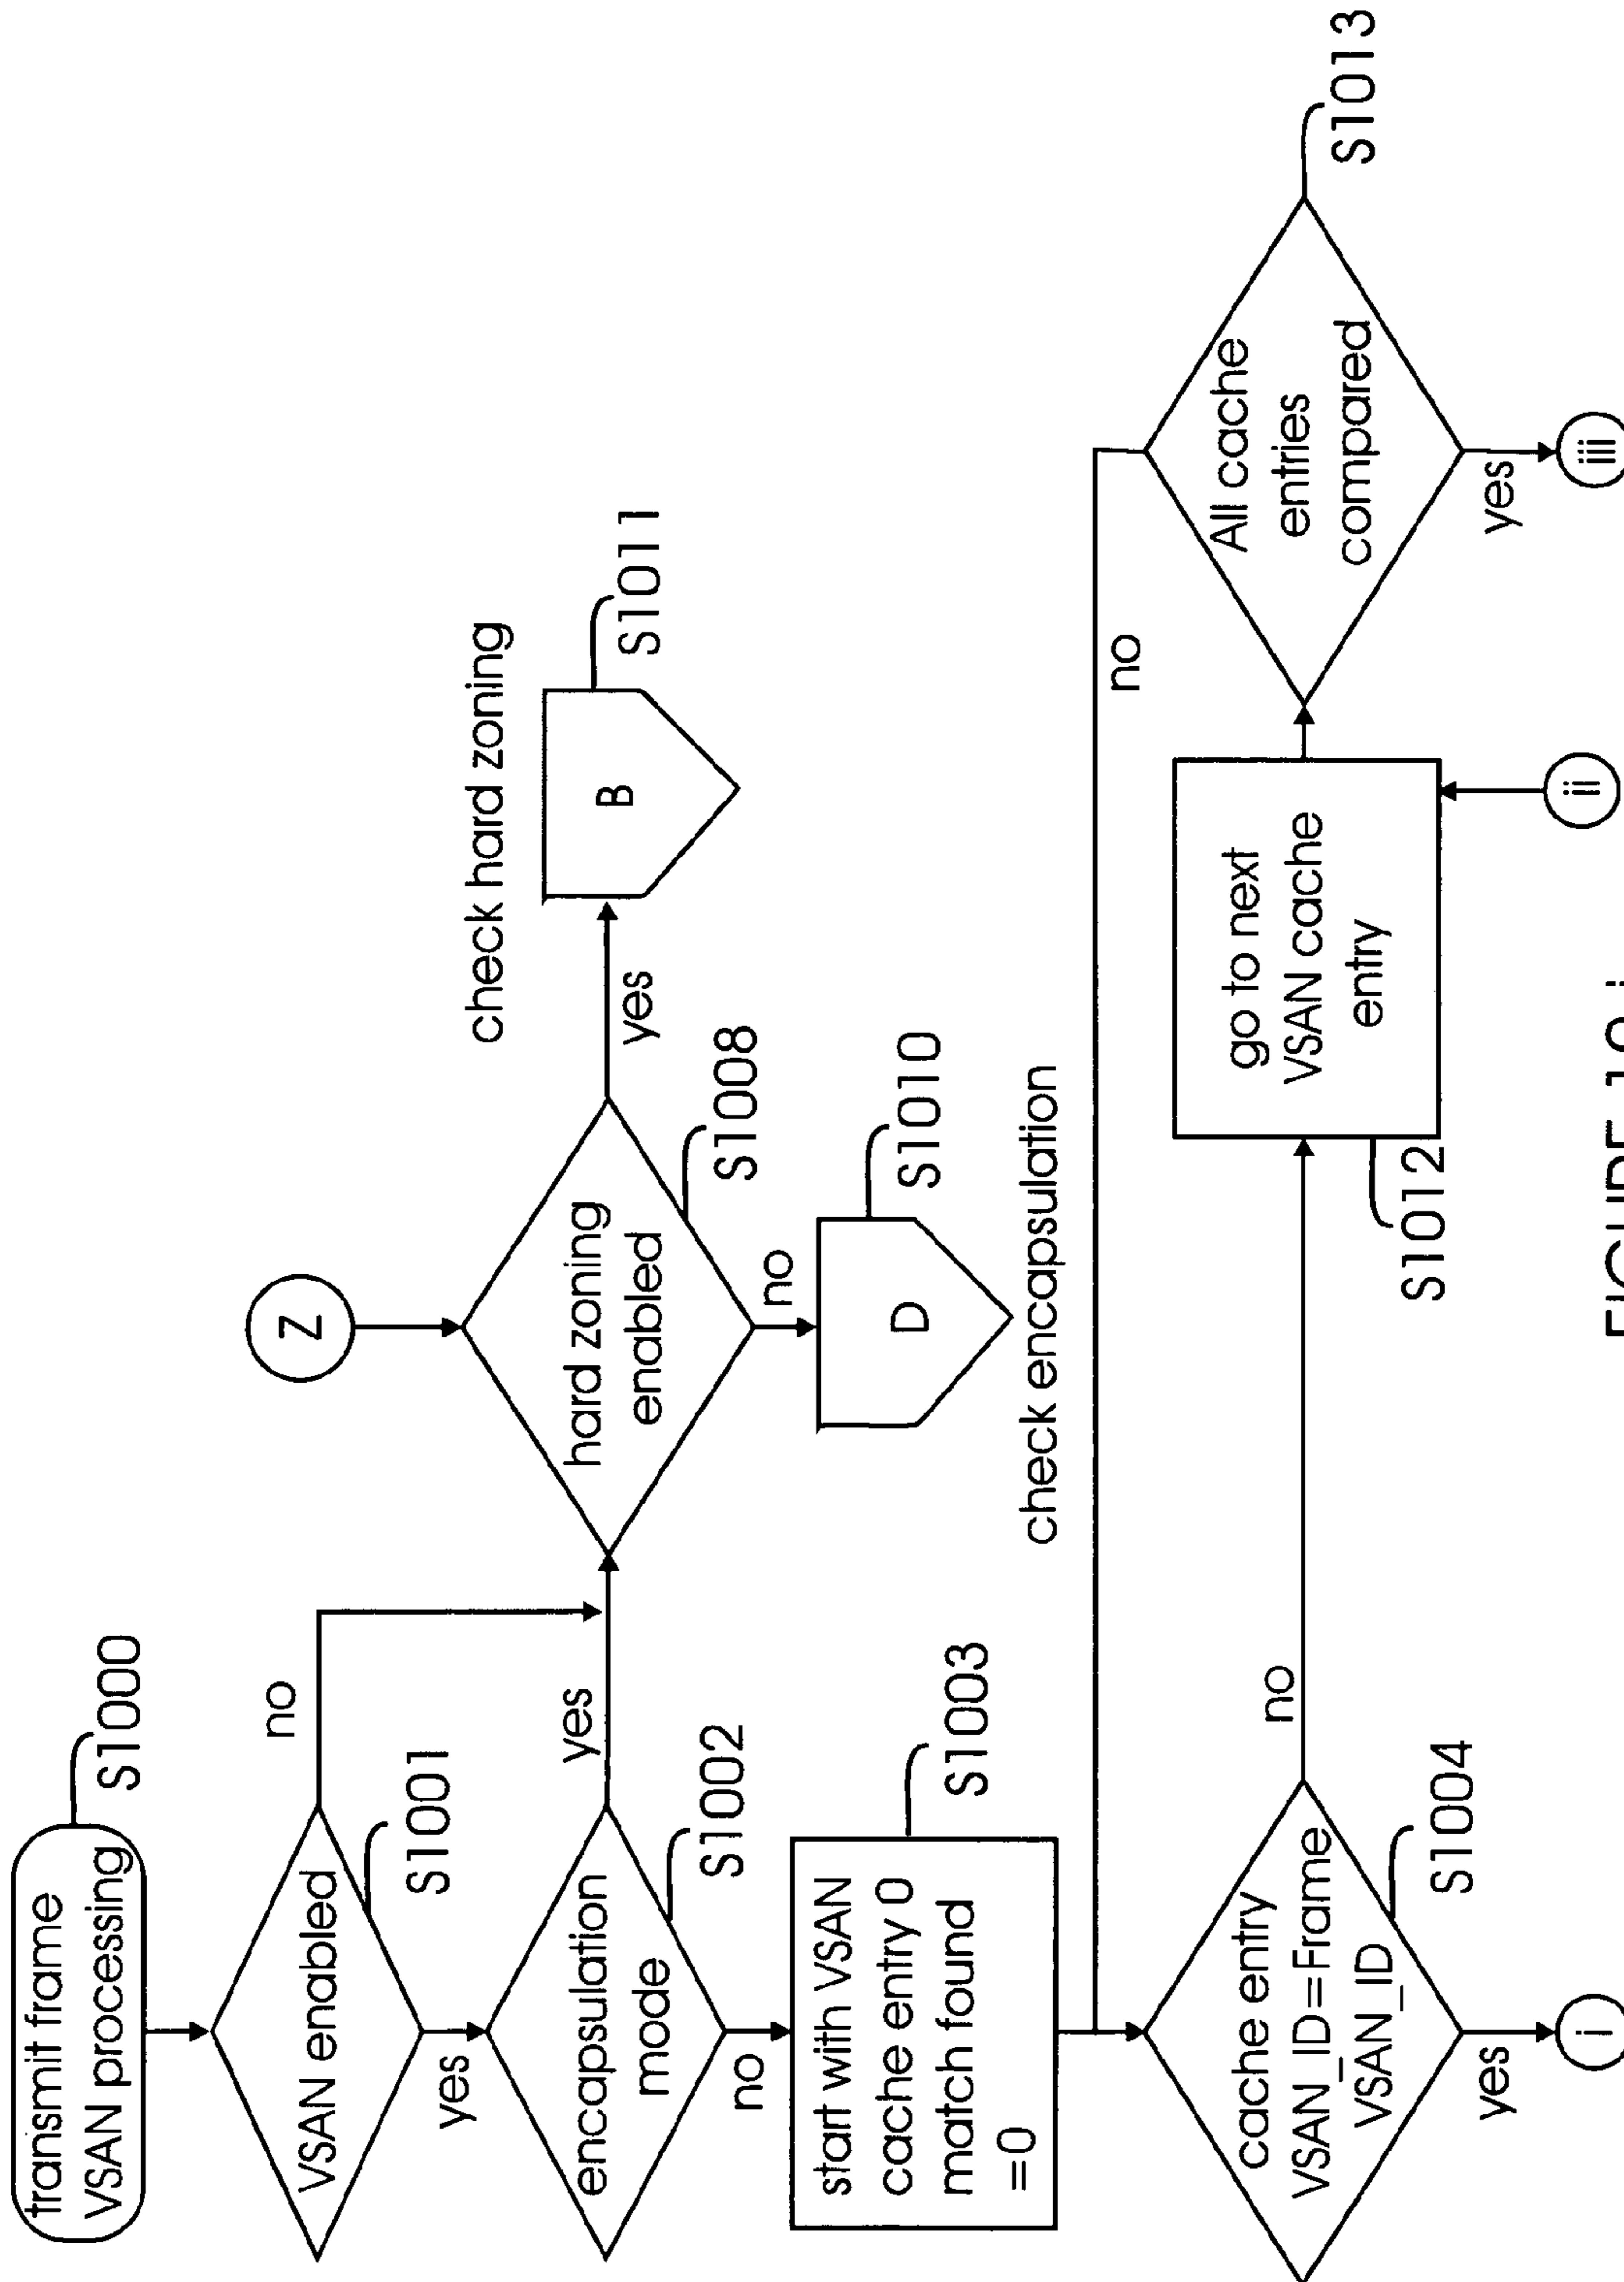 transmit frame
VSAN processing
S1000
VSAN enabled
S1001
no
yes
encapsulation
mode
S1002
yes
no
Z
hard zoning
enabled
S1008
yes
no
check hard zoning
B
S1011
D
S1010
check encapsulation
start with VSAN
cache entry 0
match found
=0
S1003
cache entry
VSAN_ID=Frame
VSAN_ID
S1004
no
yes
i
go to next
VSAN cache
entry
S1012
ii
All cache
entries
compared
S1013
no
yes
iii